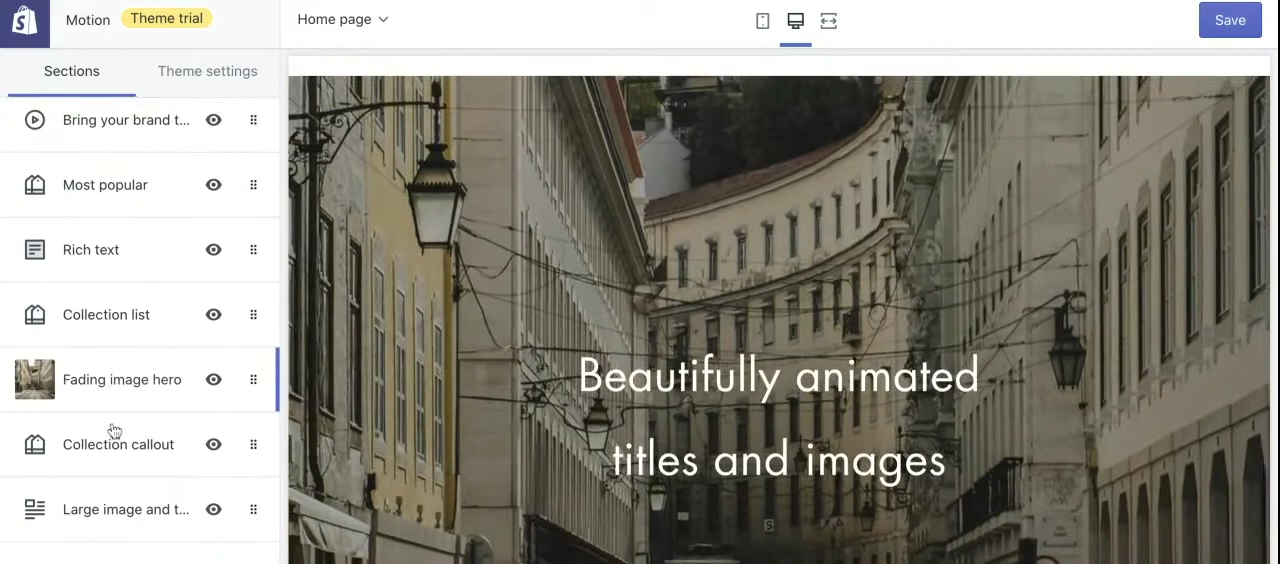 Motion
Theme trial
Home page
Save
Sections
Theme settings
Bring your brand t...
Most popular
Rich text
Collection list
Fading image hero
Collection callout
Large image and t...
Beautifully animated
titles and images